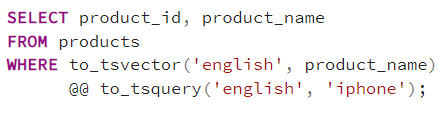 SELECT product_id, product_name
FROM products
WHERE to_tsvector('english', product_name)
      @@ to_tsquery('english', 'iphone');